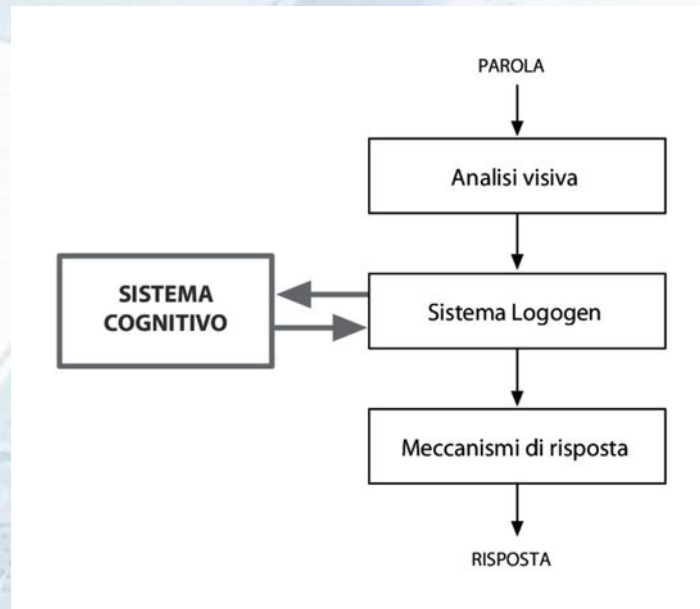 PAROLA
Analisi visiva
SISTEMA
COGNITIVO
Sistema Logogen
Meccanismi di risposta
RISPOSTA